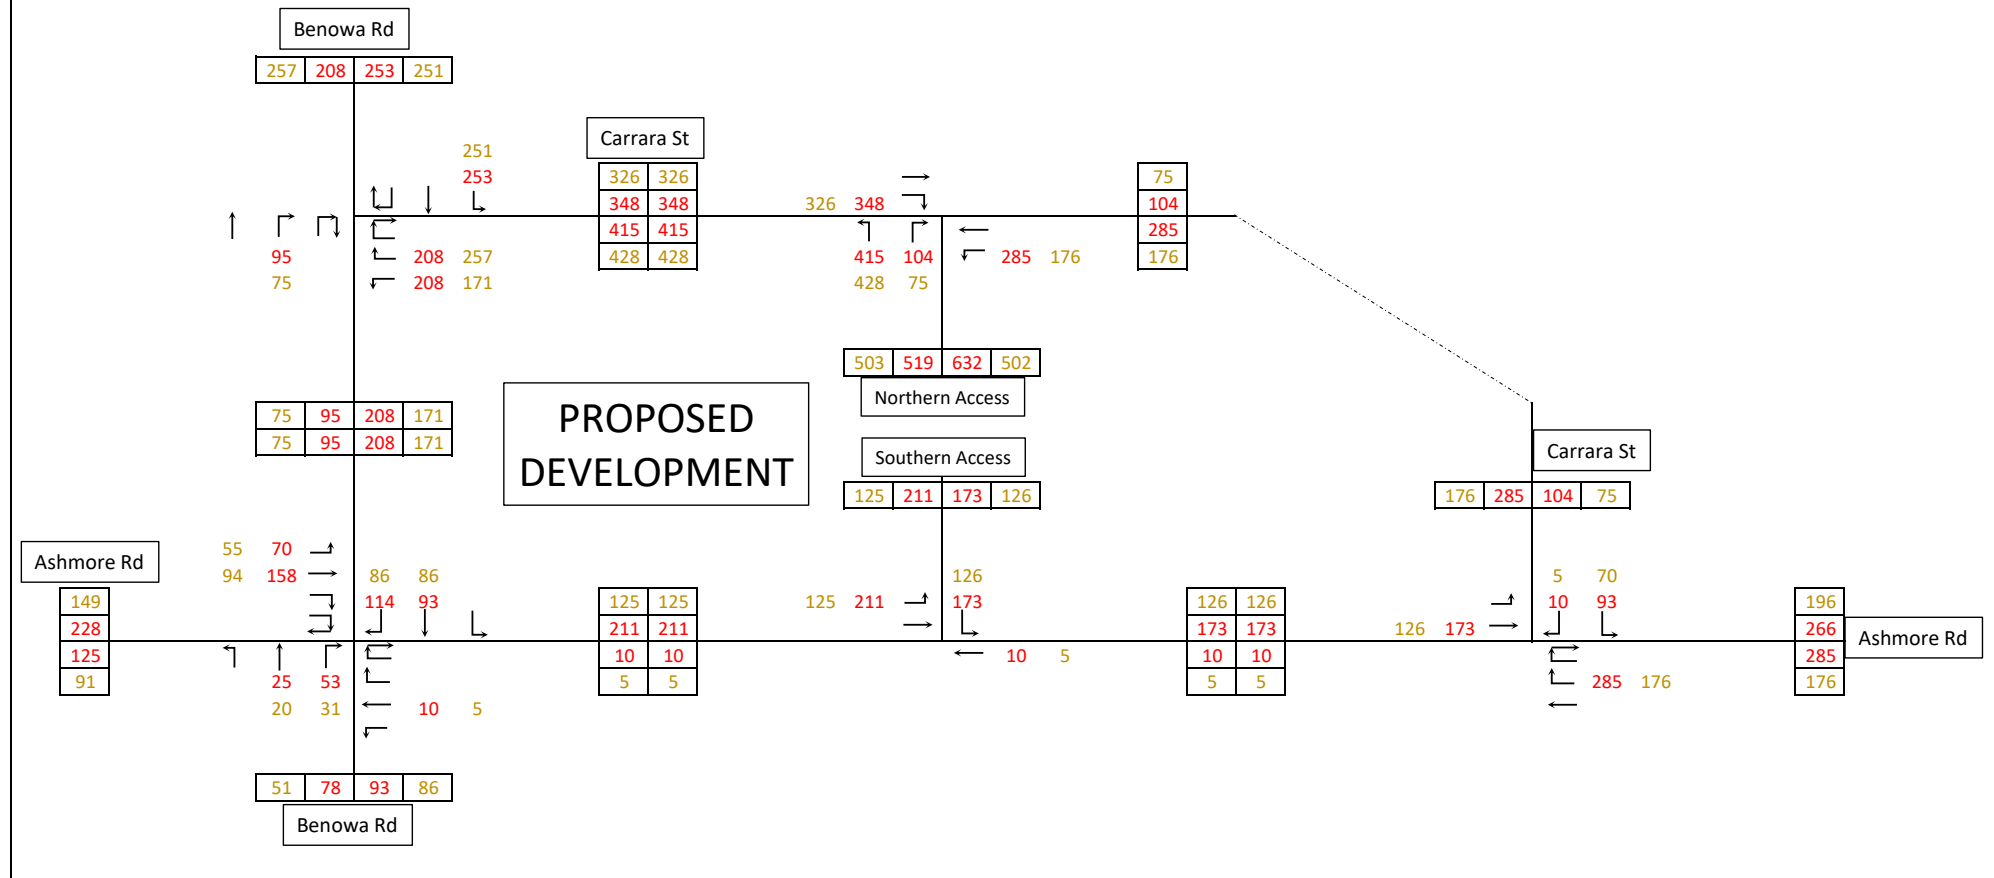 Benowa Rd
257 208 253 251
Carrara St
251
253
326 326
348 348
415 415
428 428
326 348
75
104
285
176
95
75
208 257
208 171
415 104
428 75
285 176
503 519 632 502
Northern Access
PROPOSED
DEVELOPMENT
75 95 208 171
75 95 208 171
Southern Access
125 211 173 126
Carrara St
176 285 104 75
Ashmore Rd
149
228
125
91
55 70
94 158
86 86
114 93
25 53
20 31
10 5
125 125
211 211
10 10
5 5
125 211
126
173
10 5
126 126
173 173
10 10
5 5
126 173
5 70
10 93
285 176
196
266
285
176
Ashmore Rd
51 78 93 86
Benowa Rd